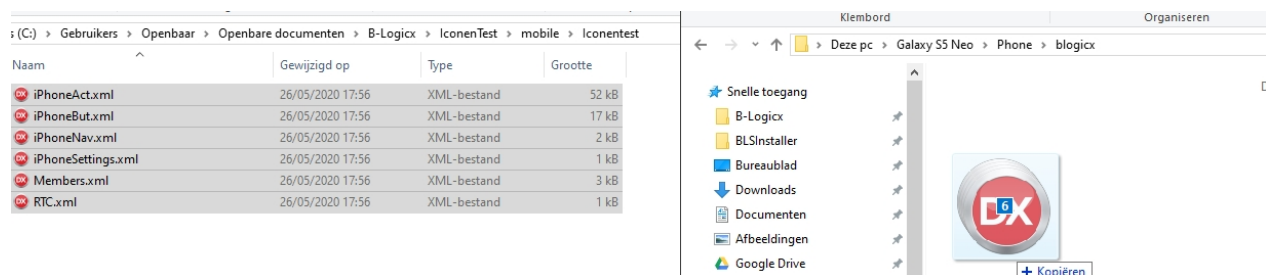 Klembord Organiseren
s (C:) > Gebruikers > Openbaar > Openbare documenten > B-Logicx > IconenTest > mobile > Iconentest
Naam Gewijzigd op Type Grootte
iPhoneAct.xml 26/05/2020 17:56 XML-bestand 52 kB
iPhoneBut.xml 26/05/2020 17:56 XML-bestand 17 kB
iPhoneNav.xml 26/05/2020 17:56 XML-bestand 2 kB
iPhoneSettings.xml 26/05/2020 17:56 XML-bestand 1 kB
Members.xml 26/05/2020 17:56 XML-bestand 3 kB
RTC.xml 26/05/2020 17:56 XML-bestand 1 kB
Deze pc > Galaxy S5 Neo > Phone > blogicx
Snelle toegang
B-Logicx
BLSInstaller
Bureaublad
Downloads
Documenten
Afbeeldingen
Google Drive
DX
6
+ Kopiëren